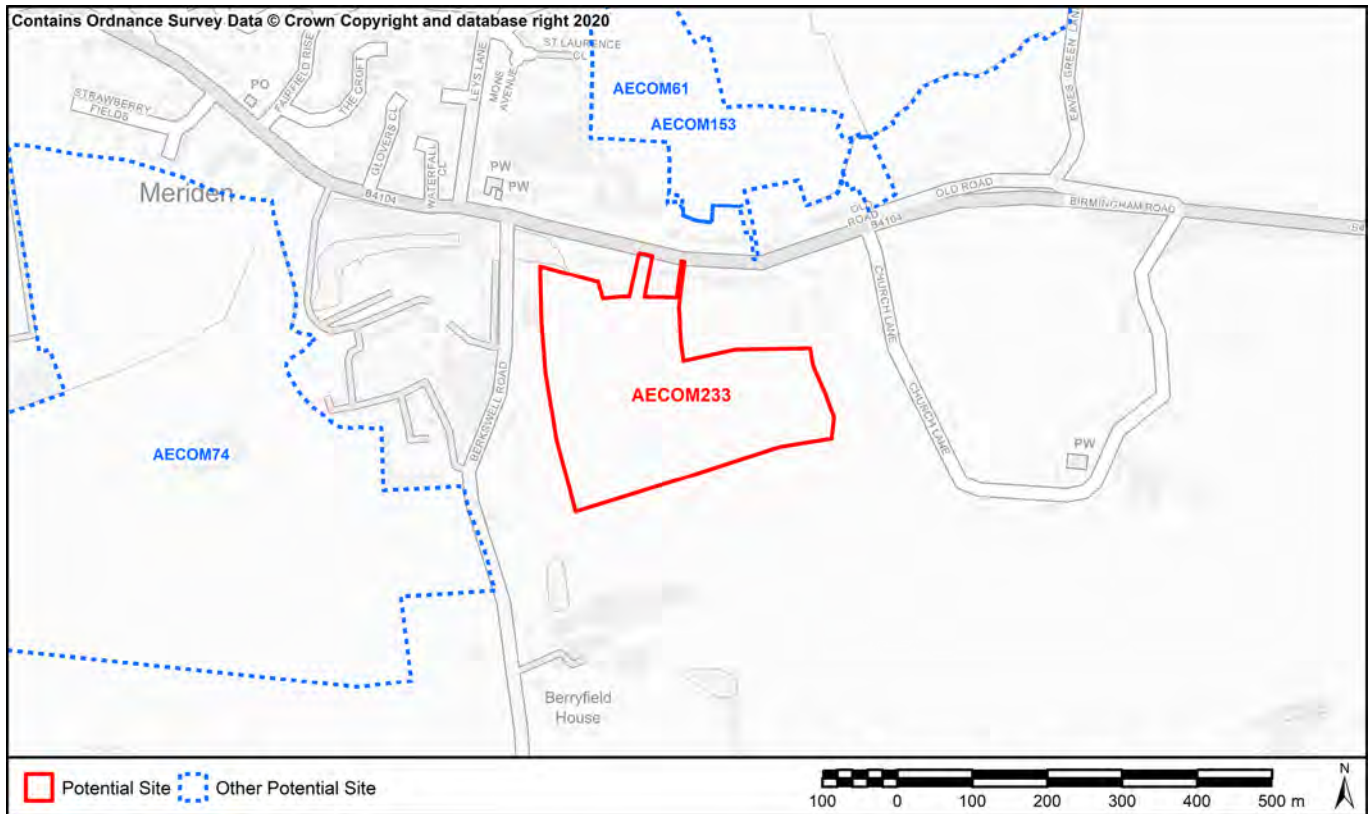 Contains Ordnance Survey Data © Crown Copyright and database right 2020
ST LAURENCE
CL
MONS
AVENUE
LEYS LANE
FAIRFIELD RISE
THE CROFT
PO
STRAWBERRY
FIELDS
GLOVERS CL
WATERFALL
CL
PW
PW
Meriden
B4104
AECOM61
AECOM153
EAVES GREEN LANE
OLD ROAD
OLD
ROAD
B4104
BIRMINGHAM ROAD
B4
CHURCH LANE
CHURCH LANE
PW
BERKSWELL ROAD
AECOM233
AECOM74
Berryfield
House
Potential Site
Other Potential Site
100 0 100 200 300 400 500 m
N